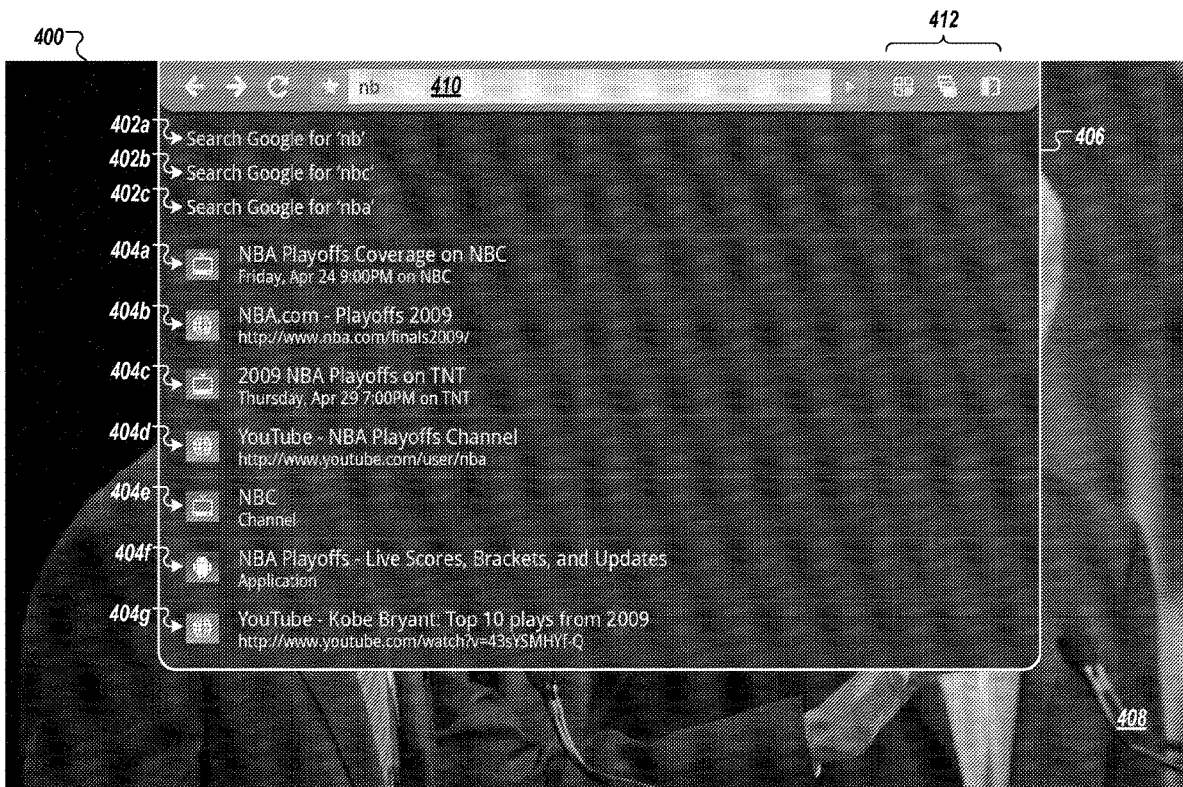 400
412
nb 410
402a Search Google for 'nb'
406
402b Search Google for 'nbc'
402c Search Google for 'nba'
404a NBA Playoffs Coverage on NBC
Friday, Apr 24 9:00PM on NBC
404b NBA.com - Playoffs 2009
http://www.nba.com/finals2009/
404c 2009 NBA Playoffs on TNT
Thursday, Apr 29 7:00PM on TNT
404d YouTube - NBA Playoffs Channel
http://www.youtube.com/user/nba
404e NBC
Channel
404f NBA Playoffs - Live Scores, Brackets, and Updates
Application
404g YouTube - Kobe Bryant: Top 10 plays from 2009
http://www.youtube.com/watch?v=43sYSMHYf-Q
408